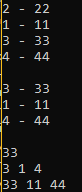 2 - 22
1 - 11
3 - 33
4 - 44

3 - 33
1 - 11
4 - 44

33
3 1 4
33 11 44